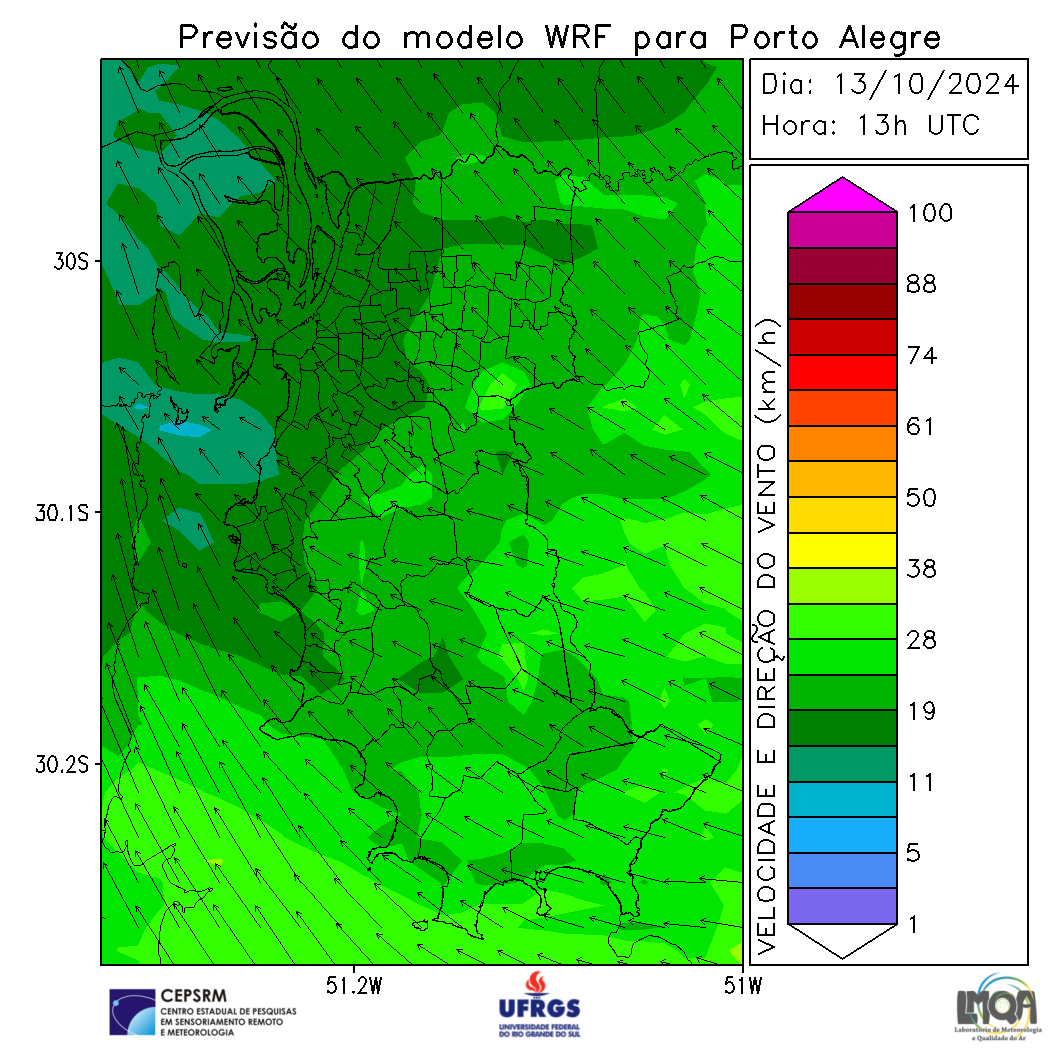 Previsão do modelo WRF para Porto Alegre
Dia: 13/10/2024
Hora: 13h UTC
30S
30.1S
30.2S
51.2W
51W
VELOCIDADE E DIREÇÃO DO VENTO (km/h)
100
88
74
61
50
38
28
19
11
5
1
CEPSRM
CENTRO ESTADUAL DE PESQUISAS
EM SENSORIAMENTO REMOTO
E METEOROLOGIA
UFRGS
UNIVERSIDADE FEDERAL
DO RIO GRANDE DO SUL
LMQA
Laboratório de Meteorologia
e Qualidade do Ar